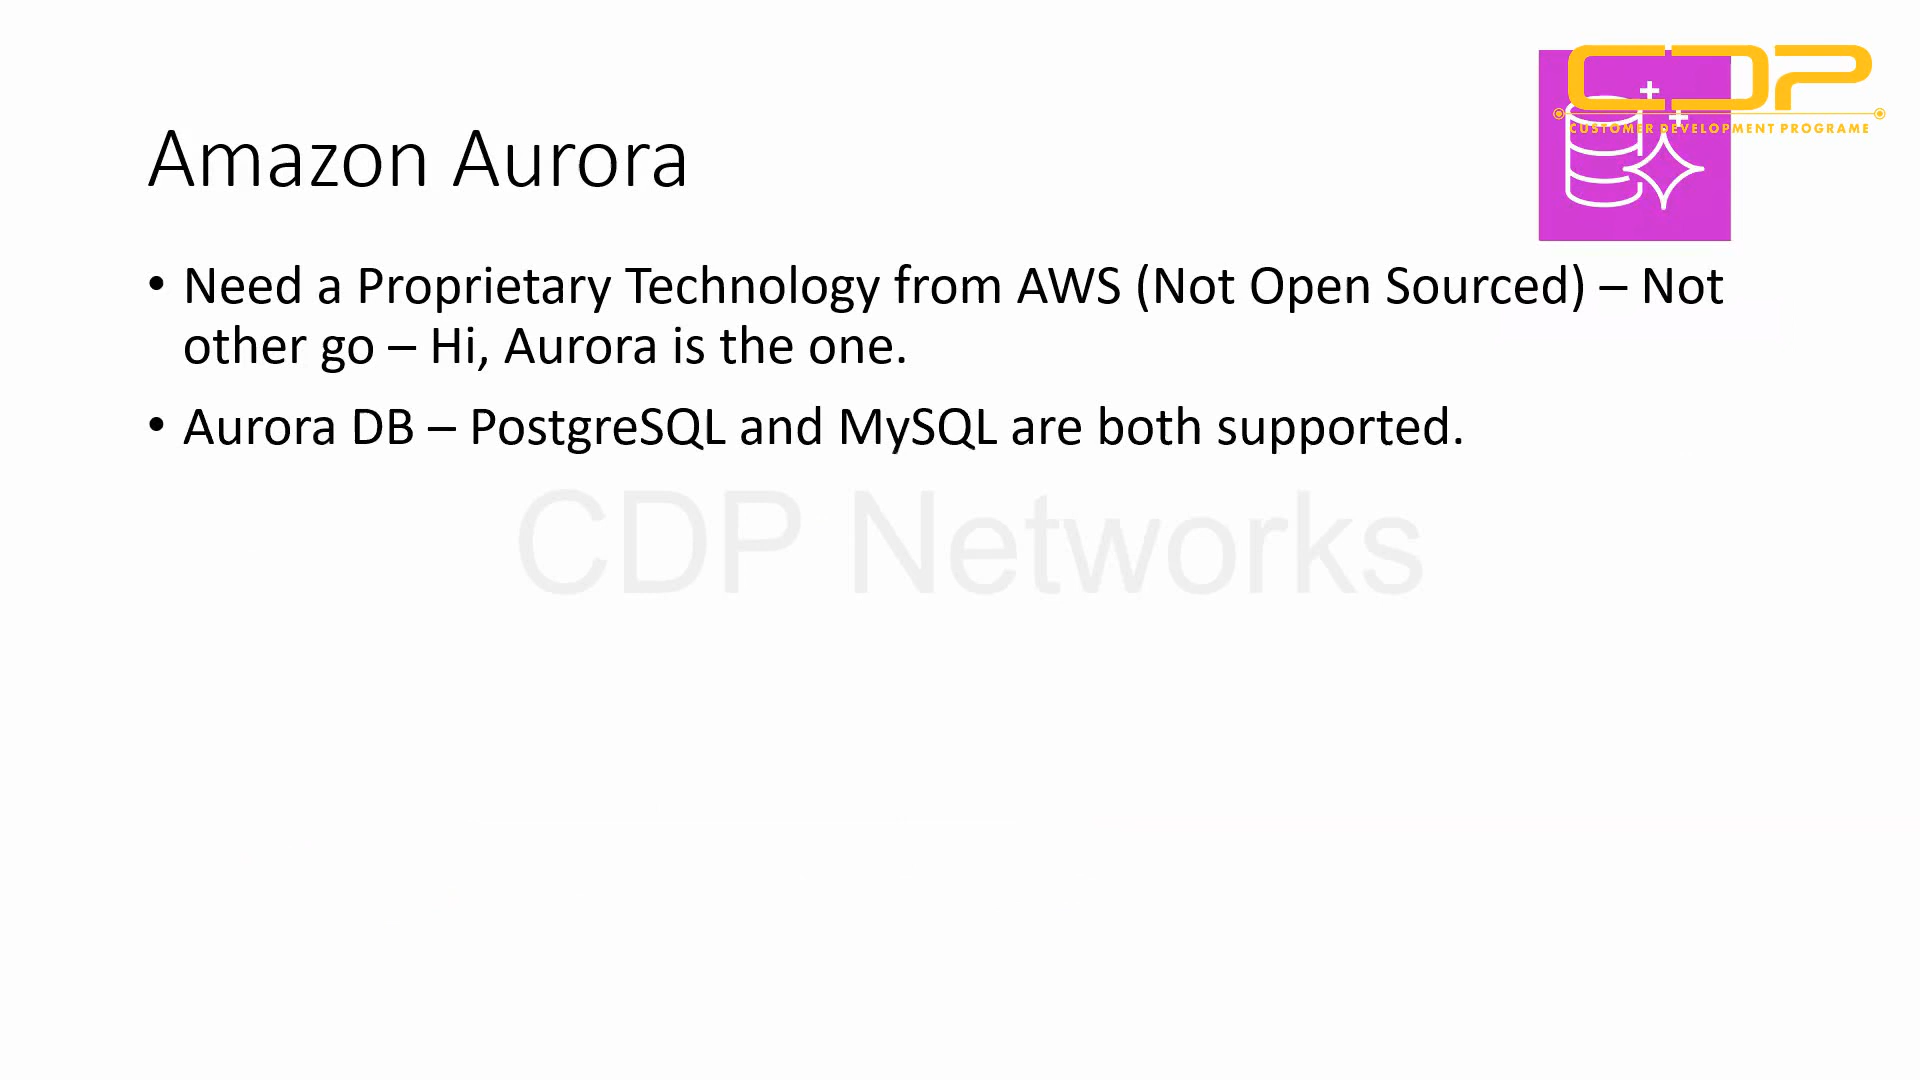 CDP
CUSTOMER DEVELOPMENT PROGRAME
Amazon Aurora
• Need a Proprietary Technology from AWS (Not Open Sourced) – Not
other go – Hi, Aurora is the one.
• Aurora DB – PostgreSQL and MySQL are both supported.
CDP Networks